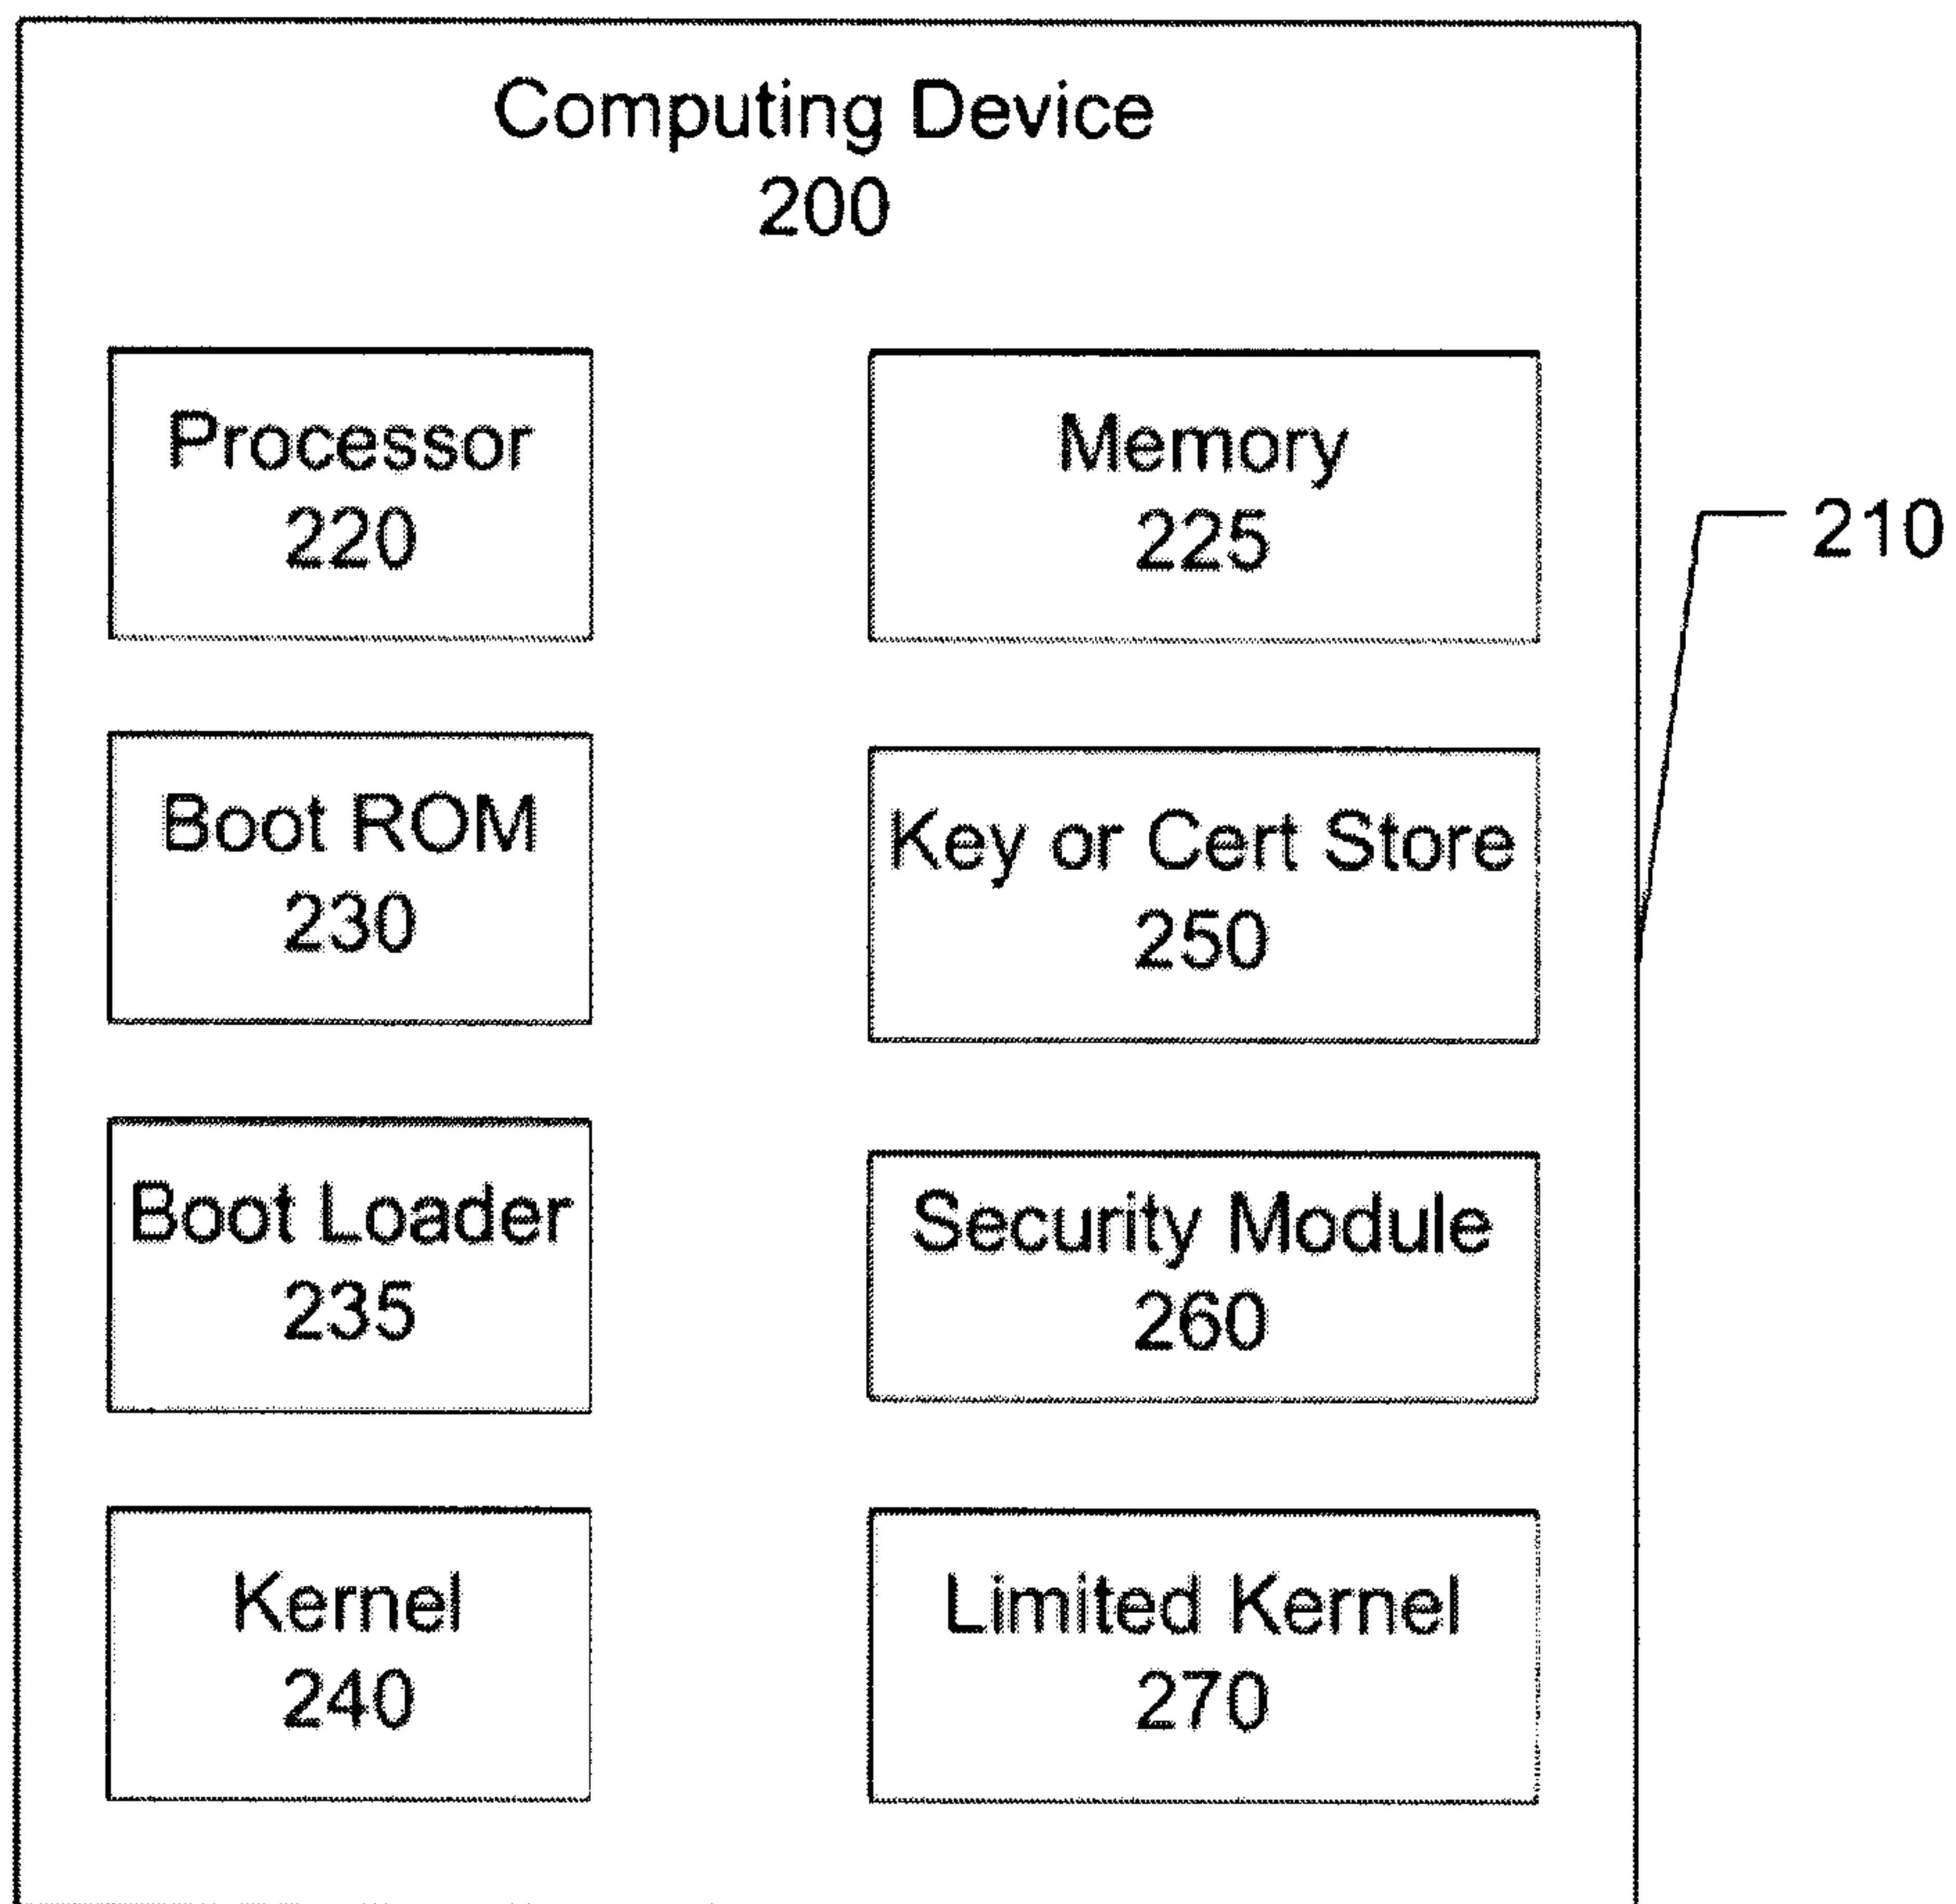 Computing Device
200
Processor
220
Memory
225
210
Boot ROM
230
Key or Cert Store
250
Boot Loader
235
Security Module
260
Kernel
240
Limited Kernel
270